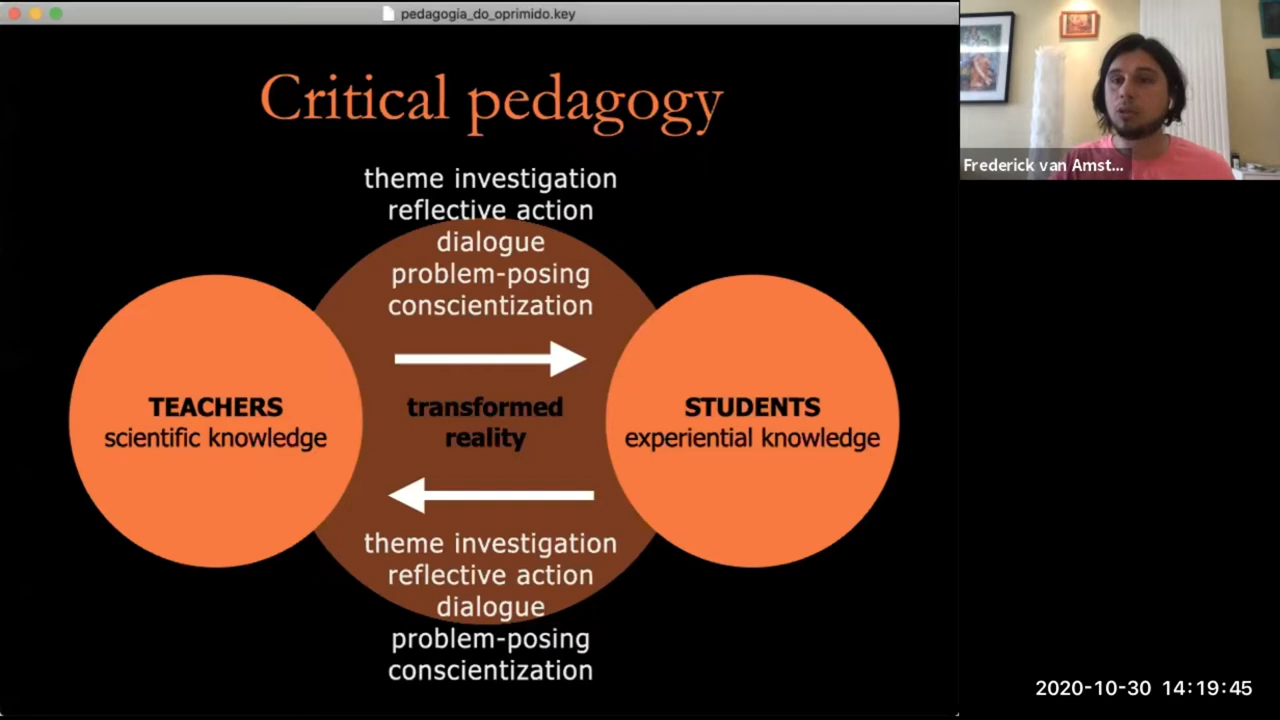 pedagogia_do_oprimido.key
Critical pedagogy
theme investigation
reflective action
dialogue
problem-posing
conscientization
TEACHERS
scientific knowledge
transformed
reality
STUDENTS
experiential knowledge
theme investigation
reflective action
dialogue
problem-posing
conscientization
Frederick van Amst...
2020-10-30 14:19:45